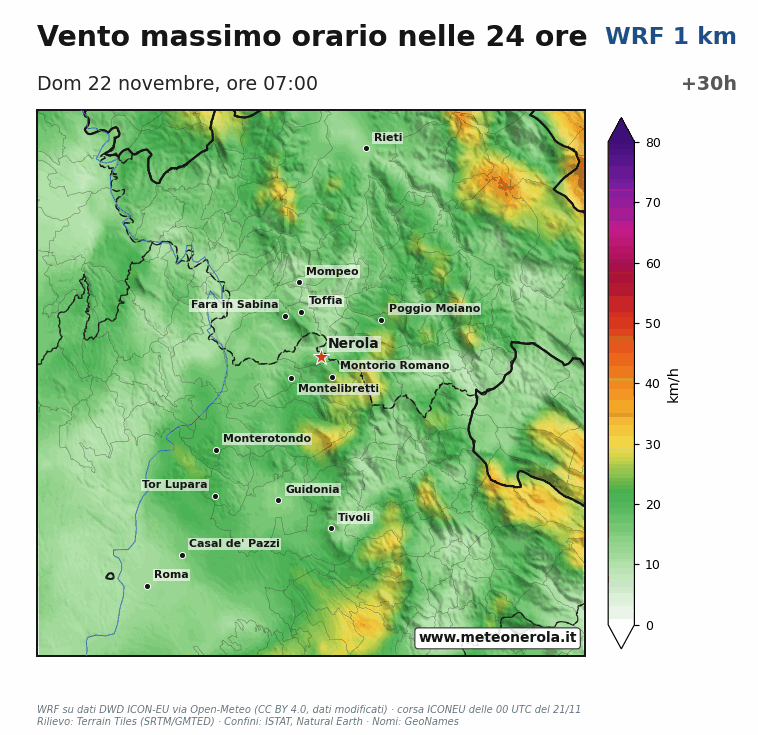 Vento massimo orario nelle 24 ore WRF 1 km
Dom 22 novembre, ore 07:00 +30h
Rieti
Mompeo
Toffia
Fara in Sabina
Poggio Moiano
Nerola
Montorio Romano
Montelibretti
Monterotondo
Tor Lupara
Guidonia
Tivoli
Casal de' Pazzi
Roma
www.meteonerola.it
80
70
60
50
40
30
20
10
0
km/h
WRF su dati DWD ICON-EU via Open-Meteo (CC BY 4.0, dati modificati) · corsa ICONEU delle 00 UTC del 21/11
Rilievo: Terrain Tiles (SRTM/GMTED) · Confini: ISTAT, Natural Earth · Nomi: GeoNames